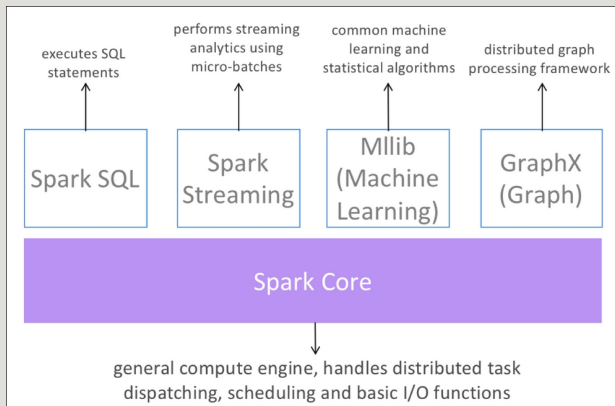 executes SQL
statements
performs streaming
analytics using
micro-batches
common machine
learning and
statistical algorithms
distributed graph
processing framework
Spark SQL
Spark
Streaming
Mllib
(Machine
Learning)
GraphX
(Graph)
Spark Core
general compute engine, handles distributed task
dispatching, scheduling and basic I/O functions